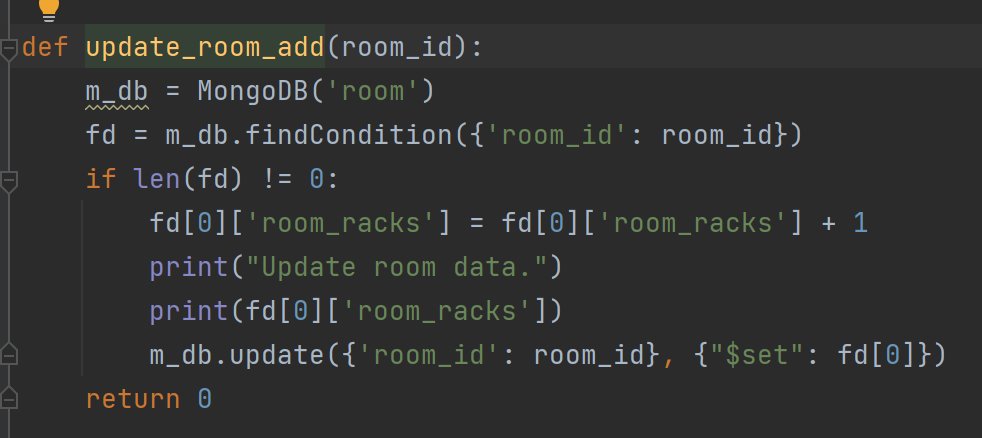 def update_room_add(room_id):
    m_db = MongoDB('room')
    fd = m_db.findCondition({'room_id': room_id})
    if len(fd) != 0:
        fd[0]['room_racks'] = fd[0]['room_racks'] + 1
        print("Update room data.")
        print(fd[0]['room_racks'])
        m_db.update({'room_id': room_id}, {"$set": fd[0]})
    return 0